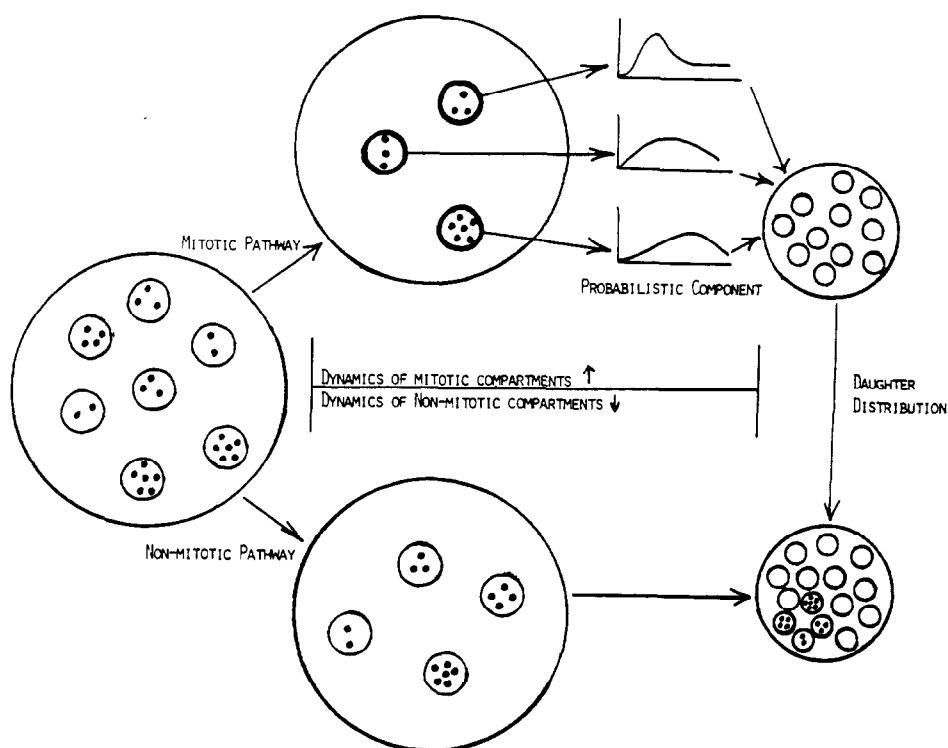 Mitotic Pathway
Probabilistic Component
Dynamics of mitotic compartments ↑
Dynamics of Non-mitotic compartments ↓
Daughter
Distribution
Non-mitotic Pathway